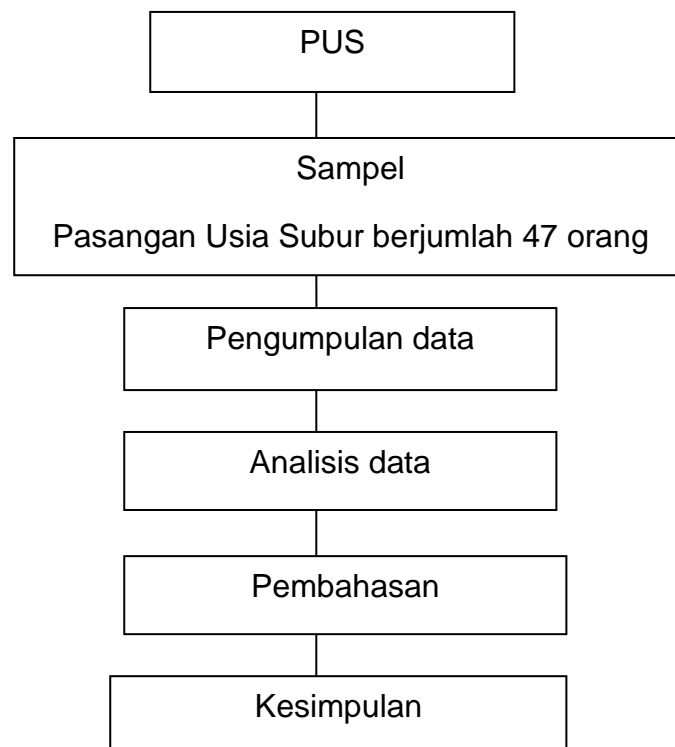 PUS
Sampel
Pasangan Usia Subur berjumlah 47 orang
Pengumpulan data
Analisis data
Pembahasan
Kesimpulan